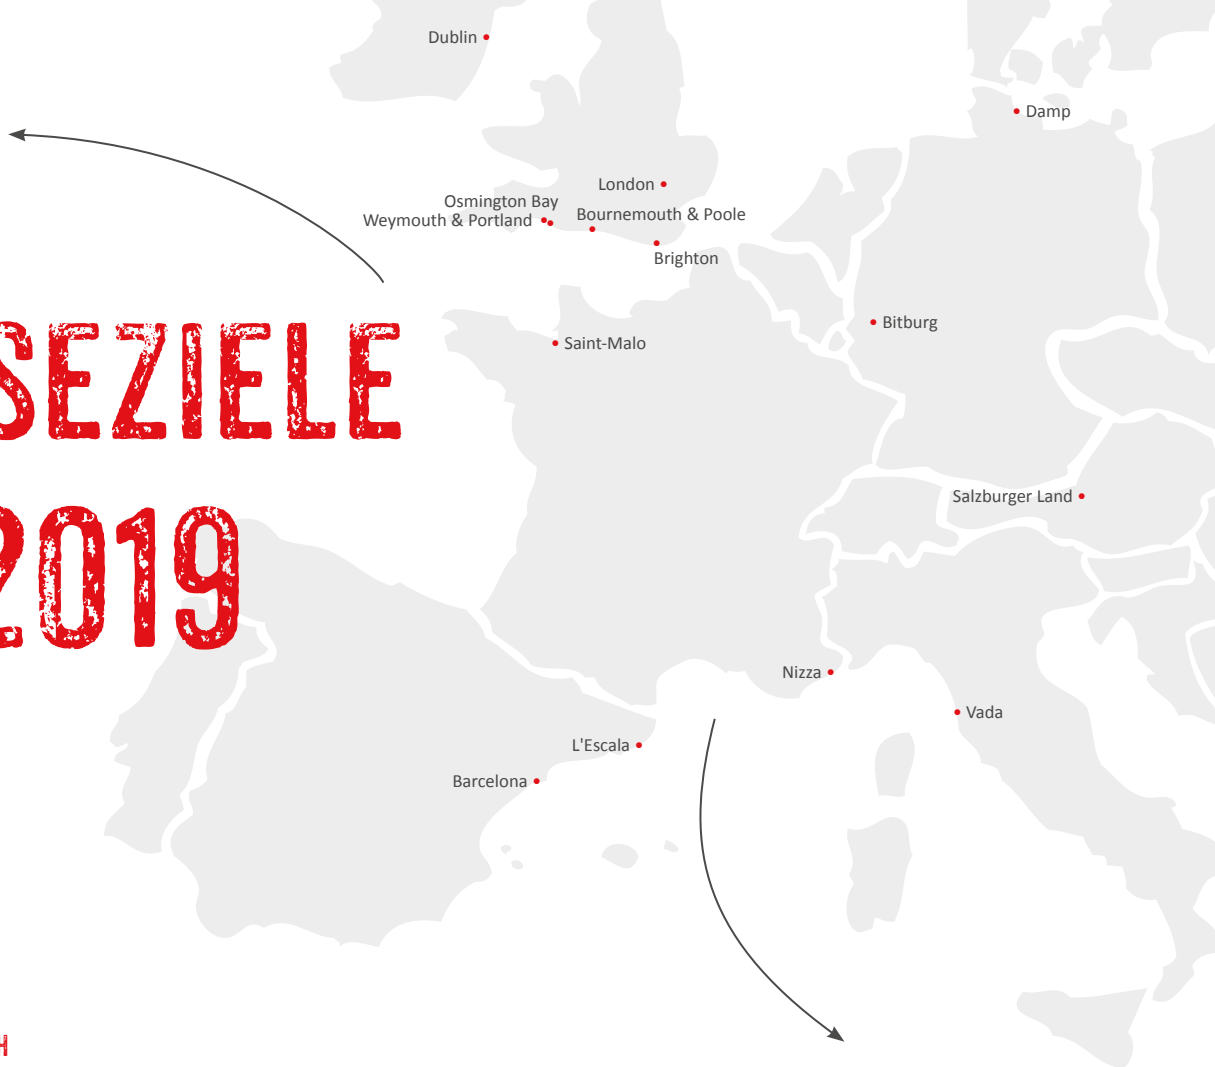 Dublin
Damp
London
Osmington Bay
Weymouth & Portland
Bournemouth & Poole
Brighton
Bitburg
Saint-Malo
SEZIELE
Salzburger Land
2019
Nizza
Vada
L'Escala
Barcelona
H